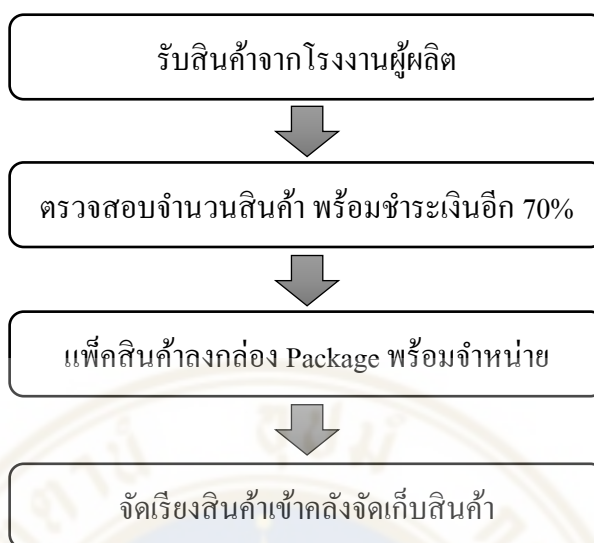 รับสินค้าจากโรงงานผู้ผลิต
ตรวจสอบจำนวนสินค้า พร้อมชำระเงินอีก 70%
แพ็คสินค้าลงกล่อง Package พร้อมจำหน่าย
จัดเรียงสินค้าเข้าคลังจัดเก็บสินค้า